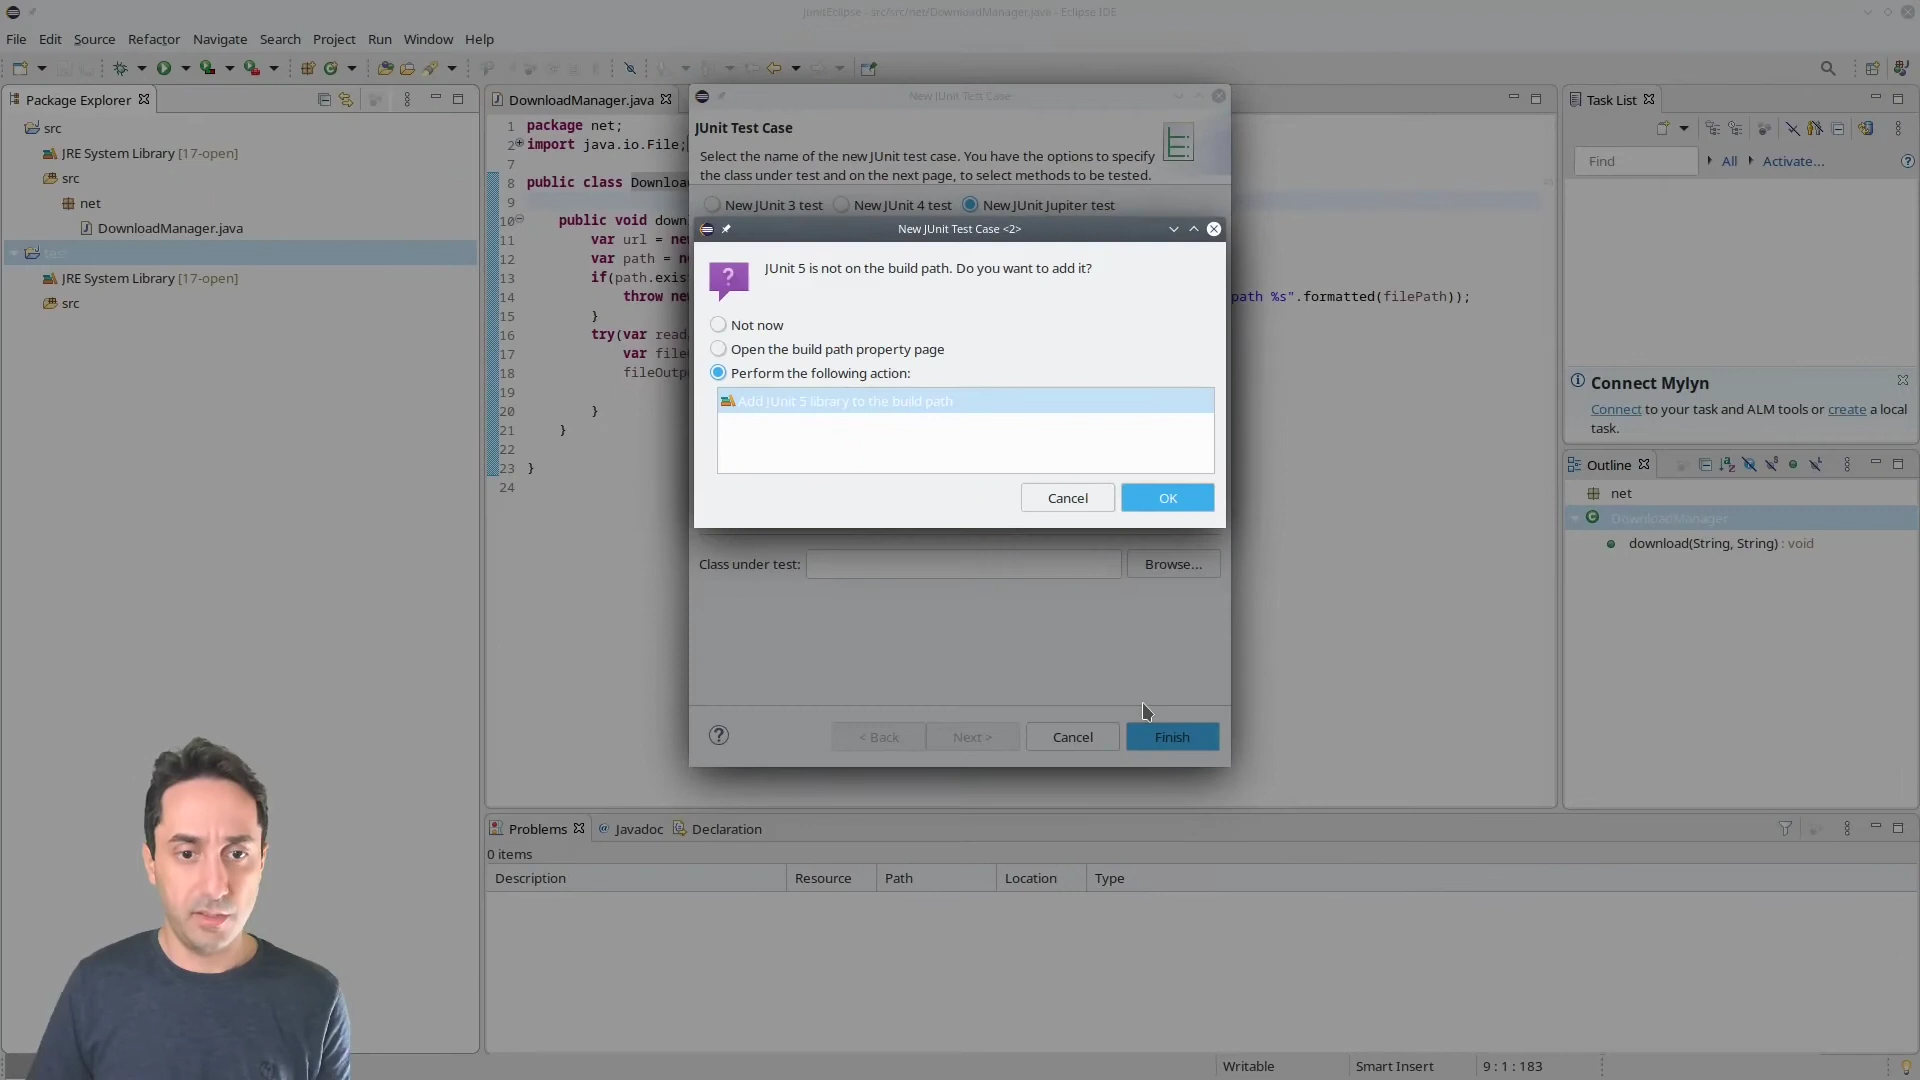 JunitEclipse - src/src/net/DownloadManager.java - Eclipse IDE
File Edit Source Refactor Navigate Search Project Run Window Help
Package Explorer
src
JRE System Library [17-open]
src
net
DownloadManager.java
test
JRE System Library [17-open]
src
DownloadManager.java
1 package net;
2 import java.io.File;
7
8 public class Downloa
9
10 public void down
11 var url = ne
12 var path = n
13 if(path.exis
14 throw new path %s".formatted(filePath));
15 }
16 try(var read
17 var file
18 fileOutp
19
20 }
21 }
22
23 }
24
New JUnit Test Case
JUnit Test Case
Select the name of the new JUnit test case. You have the options to specify
the class under test and on the next page, to select methods to be tested.
New JUnit 3 test New JUnit 4 test New JUnit Jupiter test
New JUnit Test Case <2>
JUnit 5 is not on the build path. Do you want to add it?
Not now
Open the build path property page
Perform the following action:
Add JUnit 5 library to the build path
Cancel OK
Class under test: Browse...
< Back Next > Cancel Finish
Task List
Find All Activate...
Connect Mylyn
Connect to your task and ALM tools or create a local
task.
Outline
net
DownloadManager
download(String, String) : void
Problems Javadoc Declaration
0 items
Description Resource Path Location Type
Writable Smart Insert 9 : 1 : 183